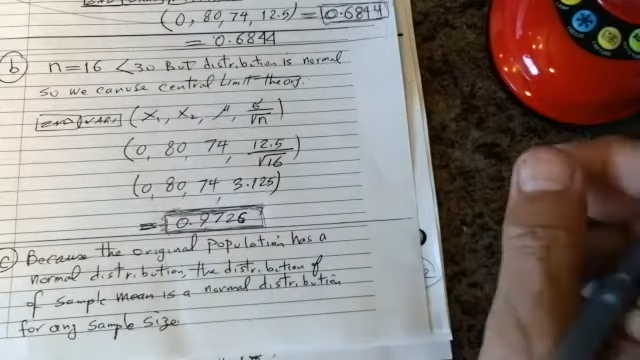 (0, 80, 74, 12.5) = 0.6844
= 0.6844
b) n=16 <30 But distribution is normal
so we can use central Limit theory.
(X₁, X₂, μ, σ/√n)
(0, 80, 74, 12.5/√16)
(0, 80, 74, 3.125)
= 0.9726
c) Because the original population has a
normal distribution, the distribution of
of sample mean is a normal distribution
for any sample size